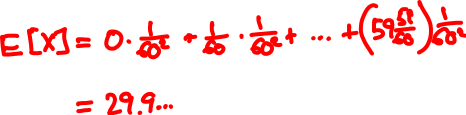 E[X] = 0 · 1/60² + 1/60 · 1/60² + ... + (59 59/60) 1/60²
= 29.9...